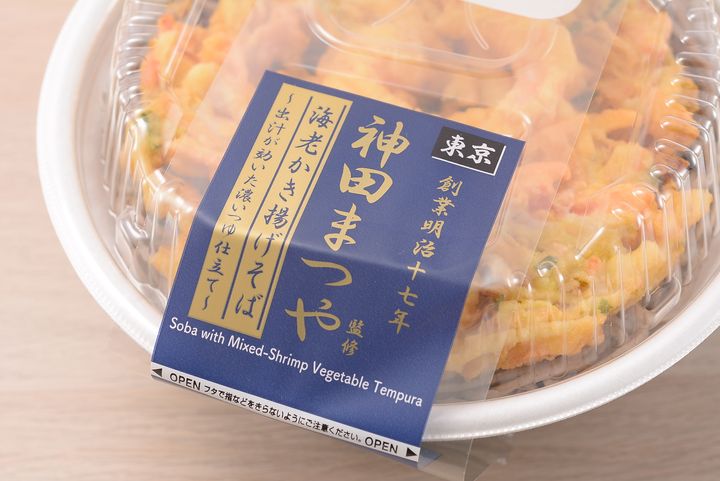 東京
創業明治十七年
神田まつや
監修
海老かき揚げそば
～出汁が効いた濃いつゆ仕立て～
Soba with Mixed-Shrimp Vegetable Tempura
◀ OPEN フタで指などをきらないようにご注意ください。 OPEN ▶